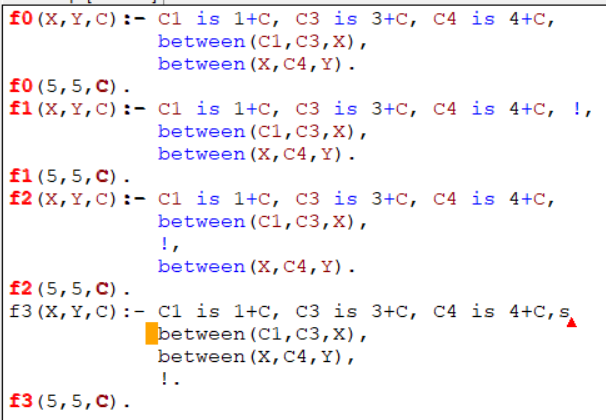 f0(X,Y,C):- C1 is 1+C, C3 is 3+C, C4 is 4+C,
between(C1,C3,X),
between(X,C4,Y).
f0(5,5,C).
f1(X,Y,C):- C1 is 1+C, C3 is 3+C, C4 is 4+C, !,
between(C1,C3,X),
between(X,C4,Y).
f1(5,5,C).
f2(X,Y,C):- C1 is 1+C, C3 is 3+C, C4 is 4+C,
between(C1,C3,X),
!,
between(X,C4,Y).
f2(5,5,C).
f3(X,Y,C):- C1 is 1+C, C3 is 3+C, C4 is 4+C,s
between(C1,C3,X),
between(X,C4,Y),
!.
f3(5,5,C).